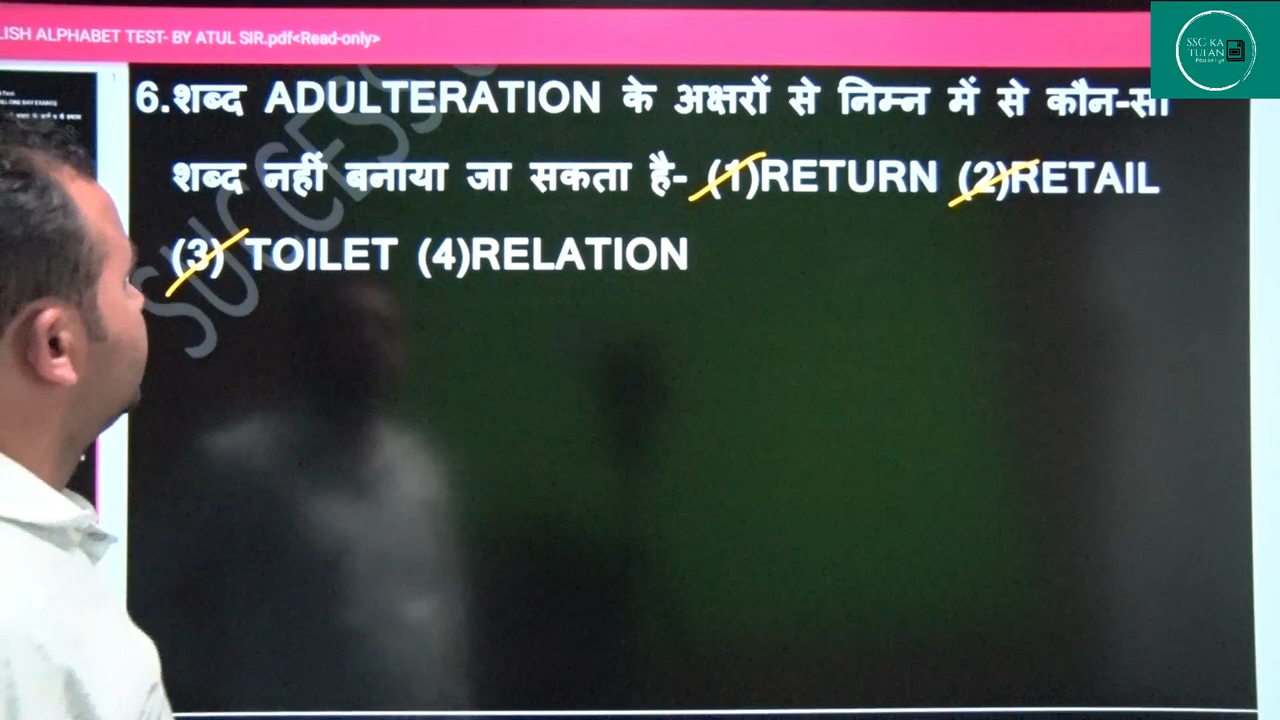 LISH ALPHABET TEST- BY ATUL SIR.pdf<Read-only>
SSC KA
TUFAN
6.शब्द ADULTERATION के अक्षरों से निम्न में से कौन-सा
शब्द नहीं बनाया जा सकता है- (1)RETURN (2)RETAIL
(3) TOILET (4)RELATION
SUCCESS